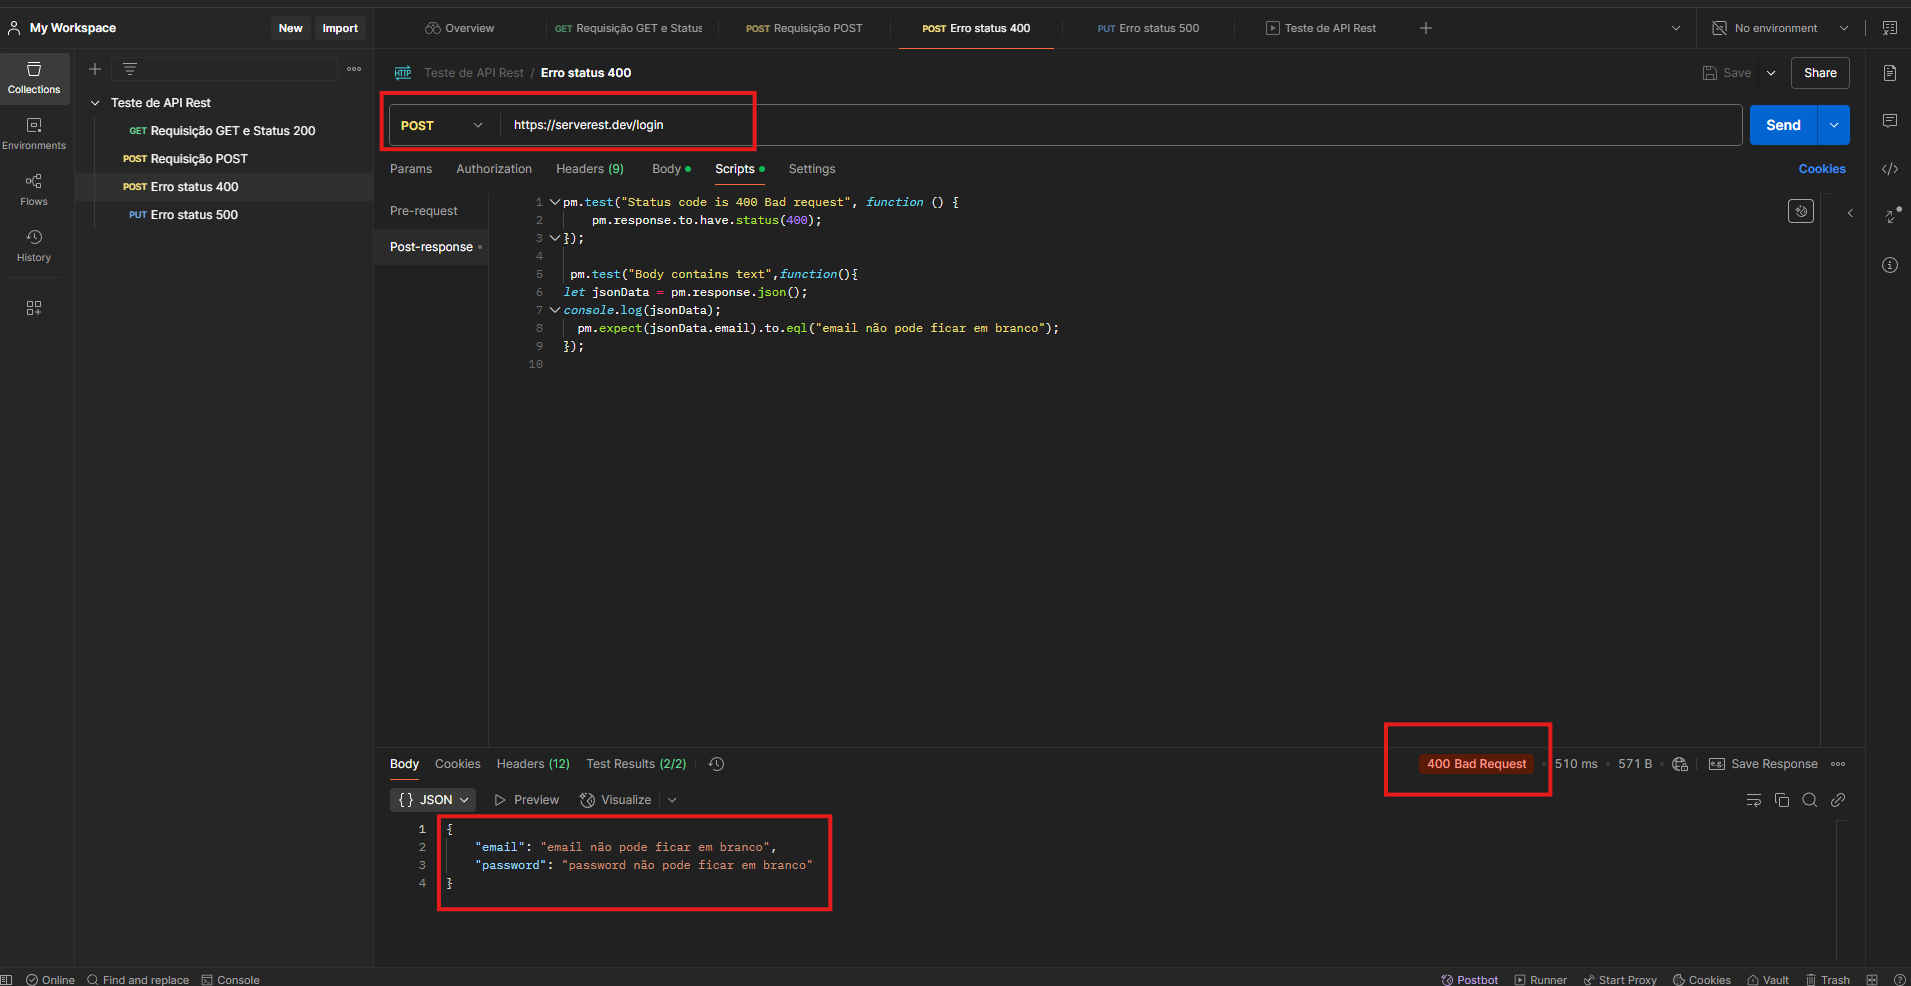 My Workspace
New
Import
Overview
GET Requisição GET e Status
POST Requisição POST
POST Erro status 400
PUT Erro status 500
Teste de API Rest
No environment
Collections
Environments
Flows
History
Teste de API Rest
GET Requisição GET e Status 200
POST Requisição POST
POST Erro status 400
PUT Erro status 500
HTTP Teste de API Rest / Erro status 400
Save
Share
POST
https://serverest.dev/login
Send
Params
Authorization
Headers (9)
Body
Scripts
Settings
Cookies
Pre-request
Post-response
1 pm.test("Status code is 400 Bad request", function () {
2 pm.response.to.have.status(400);
3 });
4
5 pm.test("Body contains text",function(){
6 let jsonData = pm.response.json();
7 console.log(jsonData);
8 pm.expect(jsonData.email).to.eql("email não pode ficar em branco");
9 });
10
Body
Cookies
Headers (12)
Test Results (2/2)
400 Bad Request
510 ms
571 B
e.g. Save Response
{} JSON
Preview
Visualize
1 {
2 "email": "email não pode ficar em branco",
3 "password": "password não pode ficar em branco"
4 }
Online
Find and replace
Console
Postbot
Runner
Start Proxy
Cookies
Vault
Trash